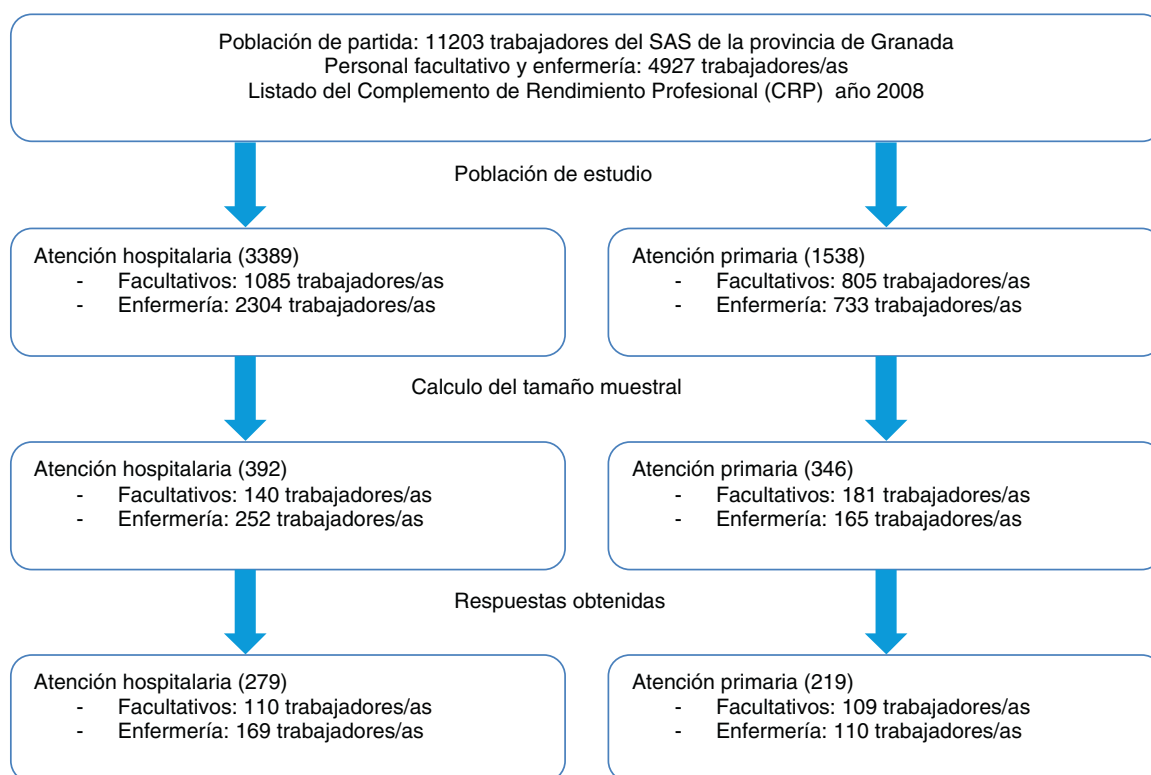 Población de partida: 11203 trabajadores del SAS de la provincia de Granada
Personal facultativo y enfermería: 4927 trabajadores/as
Listado del Complemento de Rendimiento Profesional (CRP) año 2008
Población de estudio
Atención hospitalaria (3389)
- Facultativos: 1085 trabajadores/as
- Enfermería: 2304 trabajadores/as
Atención primaria (1538)
- Facultativos: 805 trabajadores/as
- Enfermería: 733 trabajadores/as
Calculo del tamaño muestral
Atención hospitalaria (392)
- Facultativos: 140 trabajadores/as
- Enfermería: 252 trabajadores/as
Atención primaria (346)
- Facultativos: 181 trabajadores/as
- Enfermería: 165 trabajadores/as
Respuestas obtenidas
Atención hospitalaria (279)
- Facultativos: 110 trabajadores/as
- Enfermería: 169 trabajadores/as
Atención primaria (219)
- Facultativos: 109 trabajadores/as
- Enfermería: 110 trabajadores/as